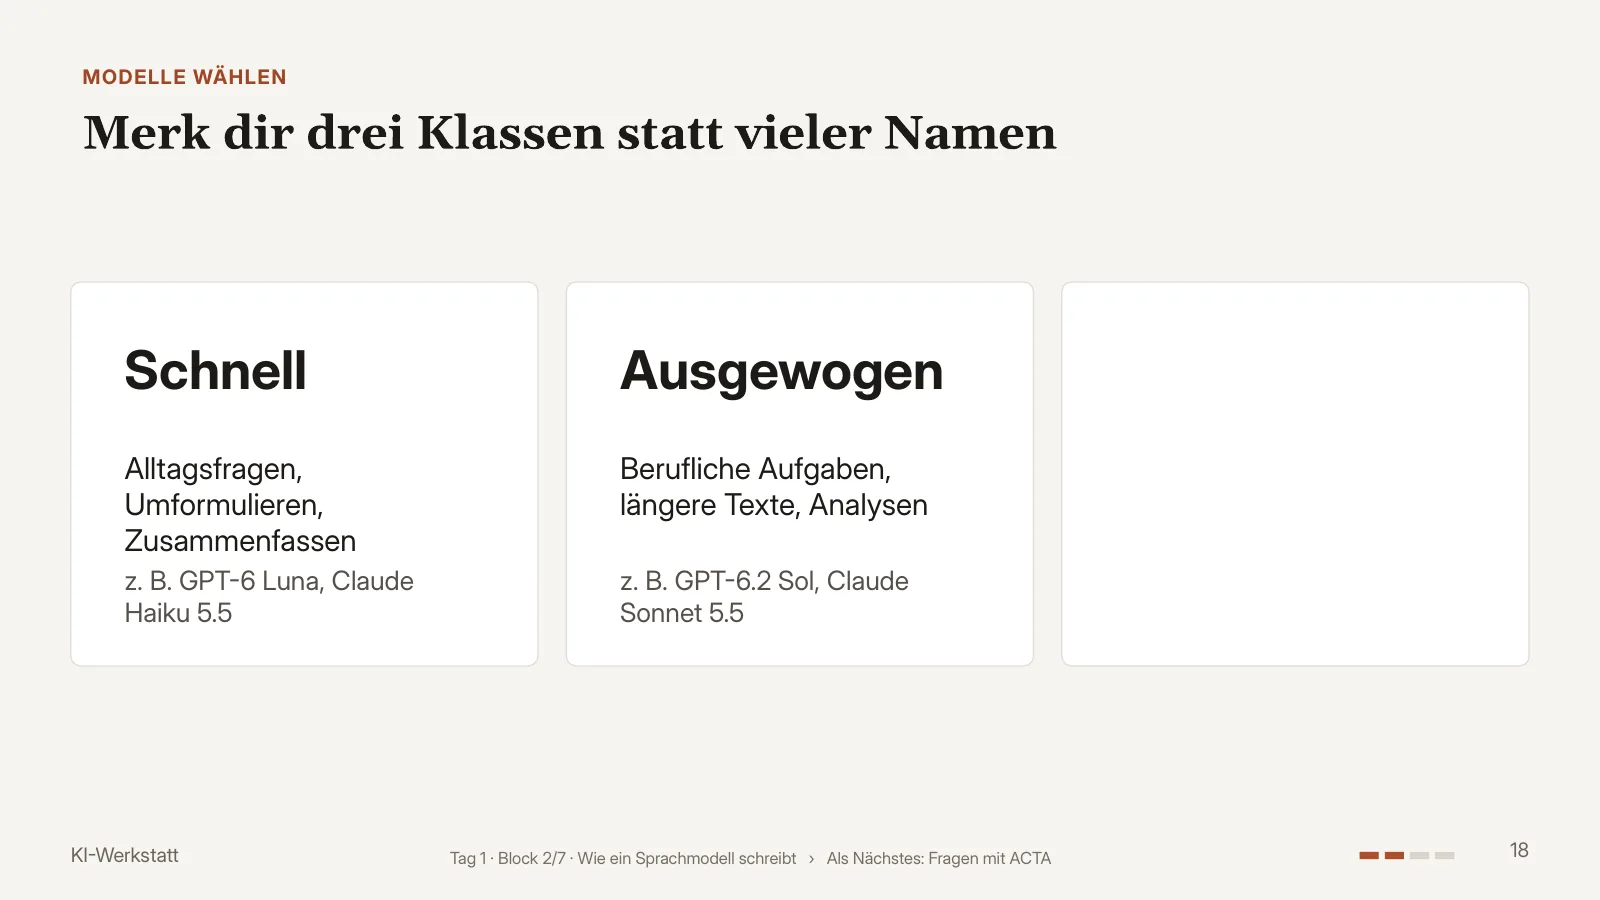 MODELLE WÄHLEN
Merk dir drei Klassen statt vieler Namen
Schnell
Alltagsfragen,
Umformulieren,
Zusammenfassen
z. B. GPT-6 Luna, Claude
Haiku 5.5
Ausgewogen
Berufliche Aufgaben,
längere Texte, Analysen
z. B. GPT-6.2 Sol, Claude
Sonnet 5.5
KI-Werkstatt
Tag 1 · Block 2/7 · Wie ein Sprachmodell schreibt › Als Nächstes: Fragen mit ACTA
18